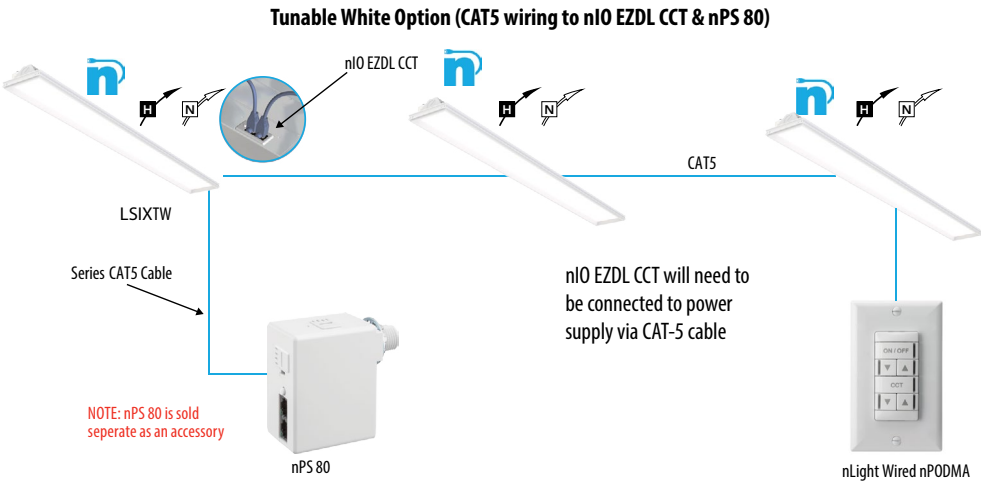 Tunable White Option (CAT5 wiring to nIO EZDL CCT & nPS 80)
n
nIO EZDL CCT
n
n
H
N
H
N
H
N
CAT5
LSIXTW
Series CAT5 Cable
nIO EZDL CCT will need to
be connected to power
supply via CAT-5 cable
ON / OFF
CCT
NOTE: nPS 80 is sold
seperate as an accessory
nPS 80
nLight Wired nPODMA